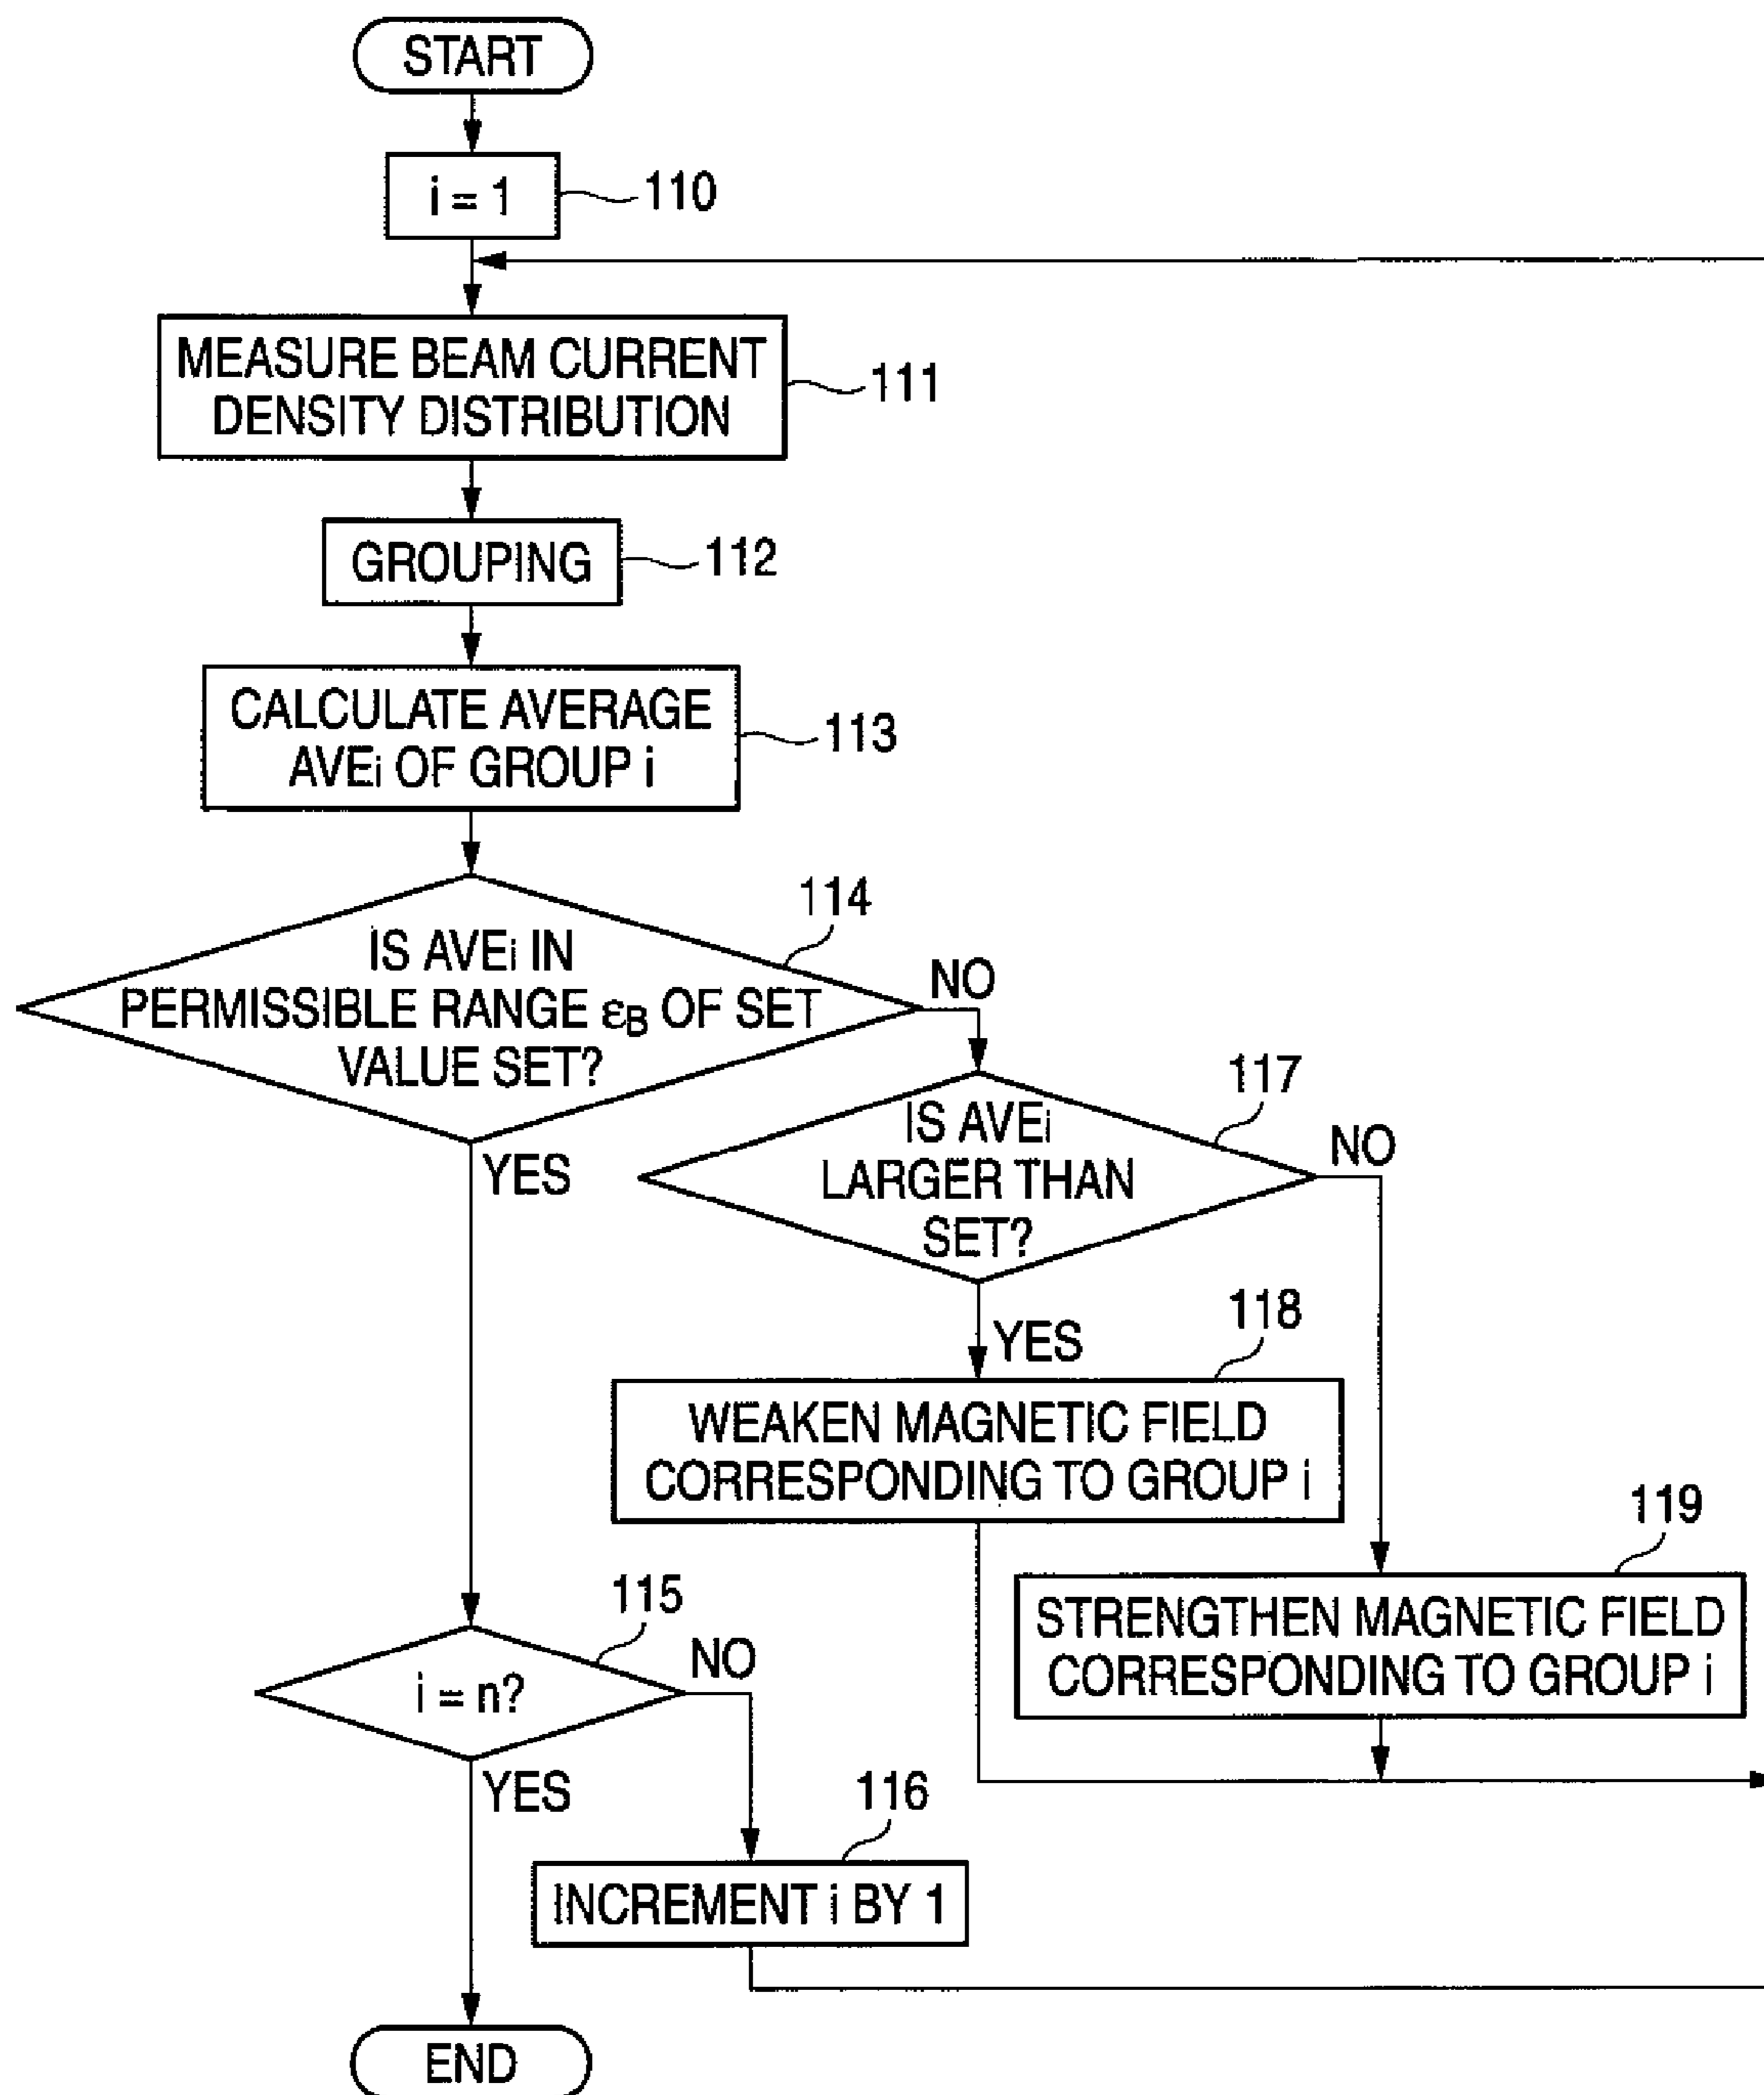 START
i = 1
110
MEASURE BEAM CURRENT
DENSITY DISTRIBUTION
111
GROUPING
112
CALCULATE AVERAGE
AVEi OF GROUP i
113
114
IS AVEi IN
PERMISSIBLE RANGE εB OF SET
VALUE SET?
NO
YES
117
IS AVEi
LARGER THAN
SET?
NO
YES
118
WEAKEN MAGNETIC FIELD
CORRESPONDING TO GROUP i
119
STRENGTHEN MAGNETIC FIELD
CORRESPONDING TO GROUP i
115
i = n?
NO
YES
116
INCREMENT i BY 1
END